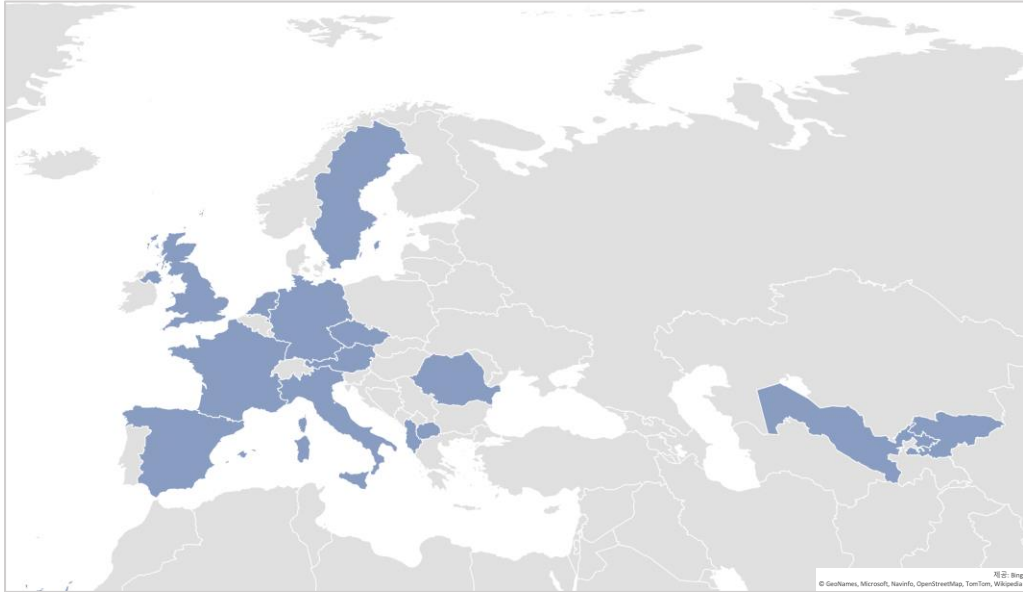 제공: Bing
© GeoNames, Microsoft, Navinfo, OpenStreetMap, TomTom, Wikipedia